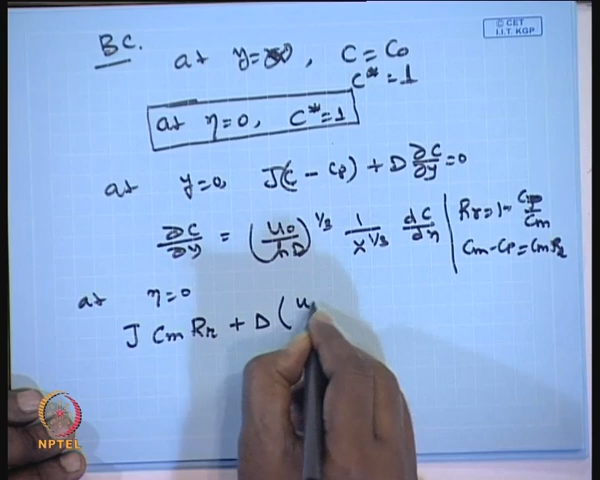 © CET
I.I.T. KGP
BC.
at y=∞, C = C₀
C* = 1
at η=0, C*=1
at y=0, J(C - Cp) + D ∂C/∂y = 0
∂C/∂y = (u₀/hD)^1/3 1/x^1/3 dC/dη
Rr = 1 - Cp/Cm
Cm - Cp = Cm Rr
at η=0
J Cm Rr + D (u
NPTEL